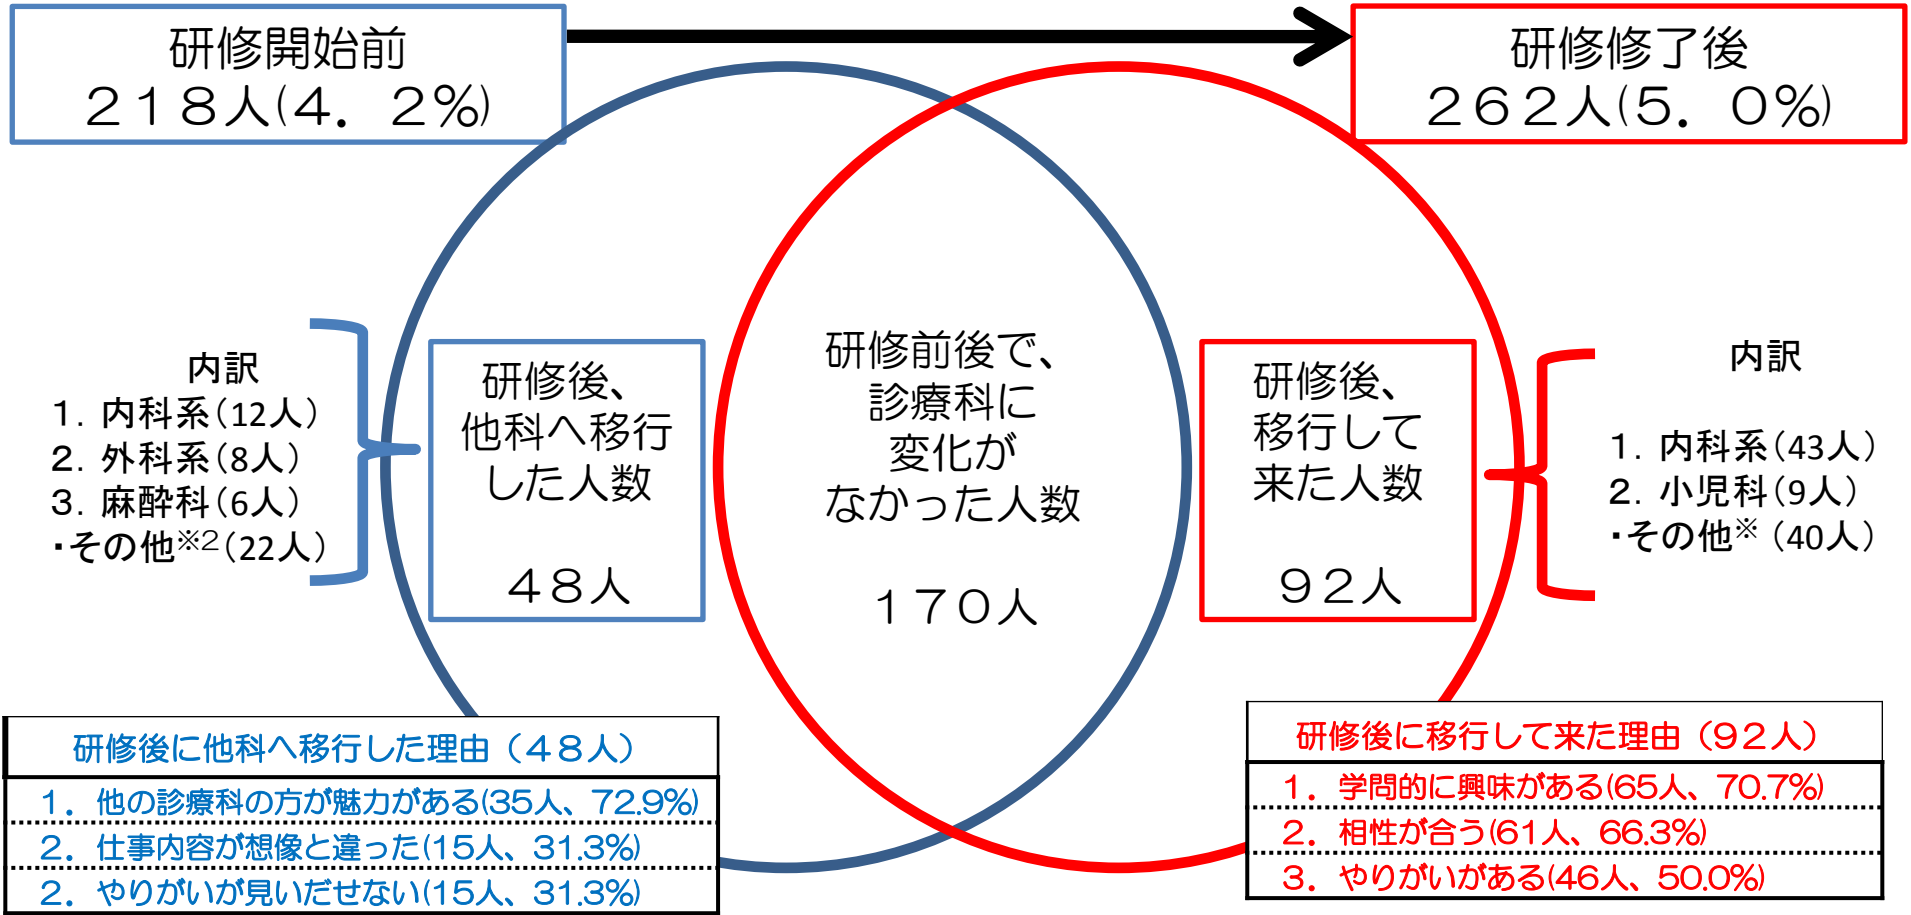 研修開始前
218人(4．2%)
研修修了後
262人(5．0%)
内訳
1．内科系（12人）
2．外科系（8人）
3．麻酔科（6人）
・その他※2（22人）
研修後、
他科へ移行
した人数
48人
研修前後で、
診療科に
変化が
なかった人数
170人
研修後、
移行して
来た人数
92人
内訳
1．内科系（43人）
2．小児科（9人）
・その他※（40人）
研修後に他科へ移行した理由（48人）
1．他の診療科の方が魅力がある(35人、72.9%)
2．仕事内容が想像と違った(15人、31.3%)
2．やりがいが見いだせない(15人、31.3%)
研修後に移行して来た理由（92人）
1．学問的に興味がある(65人、70.7%)
2．相性が合う(61人、66.3%)
3．やりがいがある(46人、50.0%)